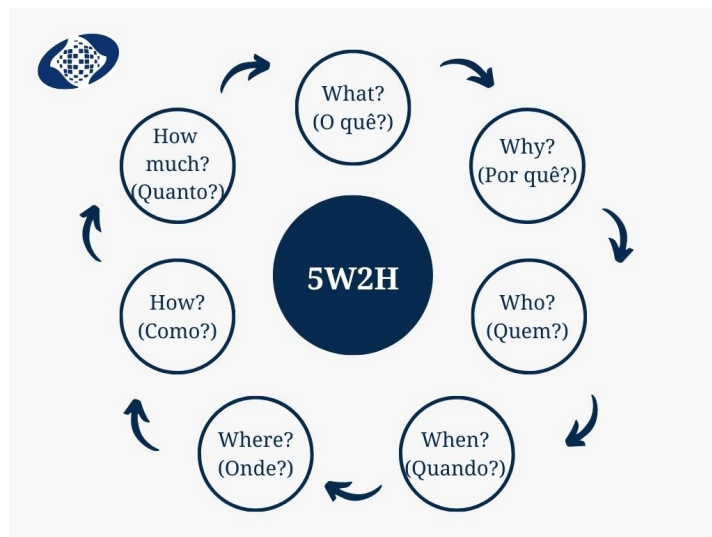 What?
(O quê?)
Why?
(Por quê?)
Who?
(Quem?)
When?
(Quando?)
Where?
(Onde?)
How?
(Como?)
How
much?
(Quanto?)
5W2H